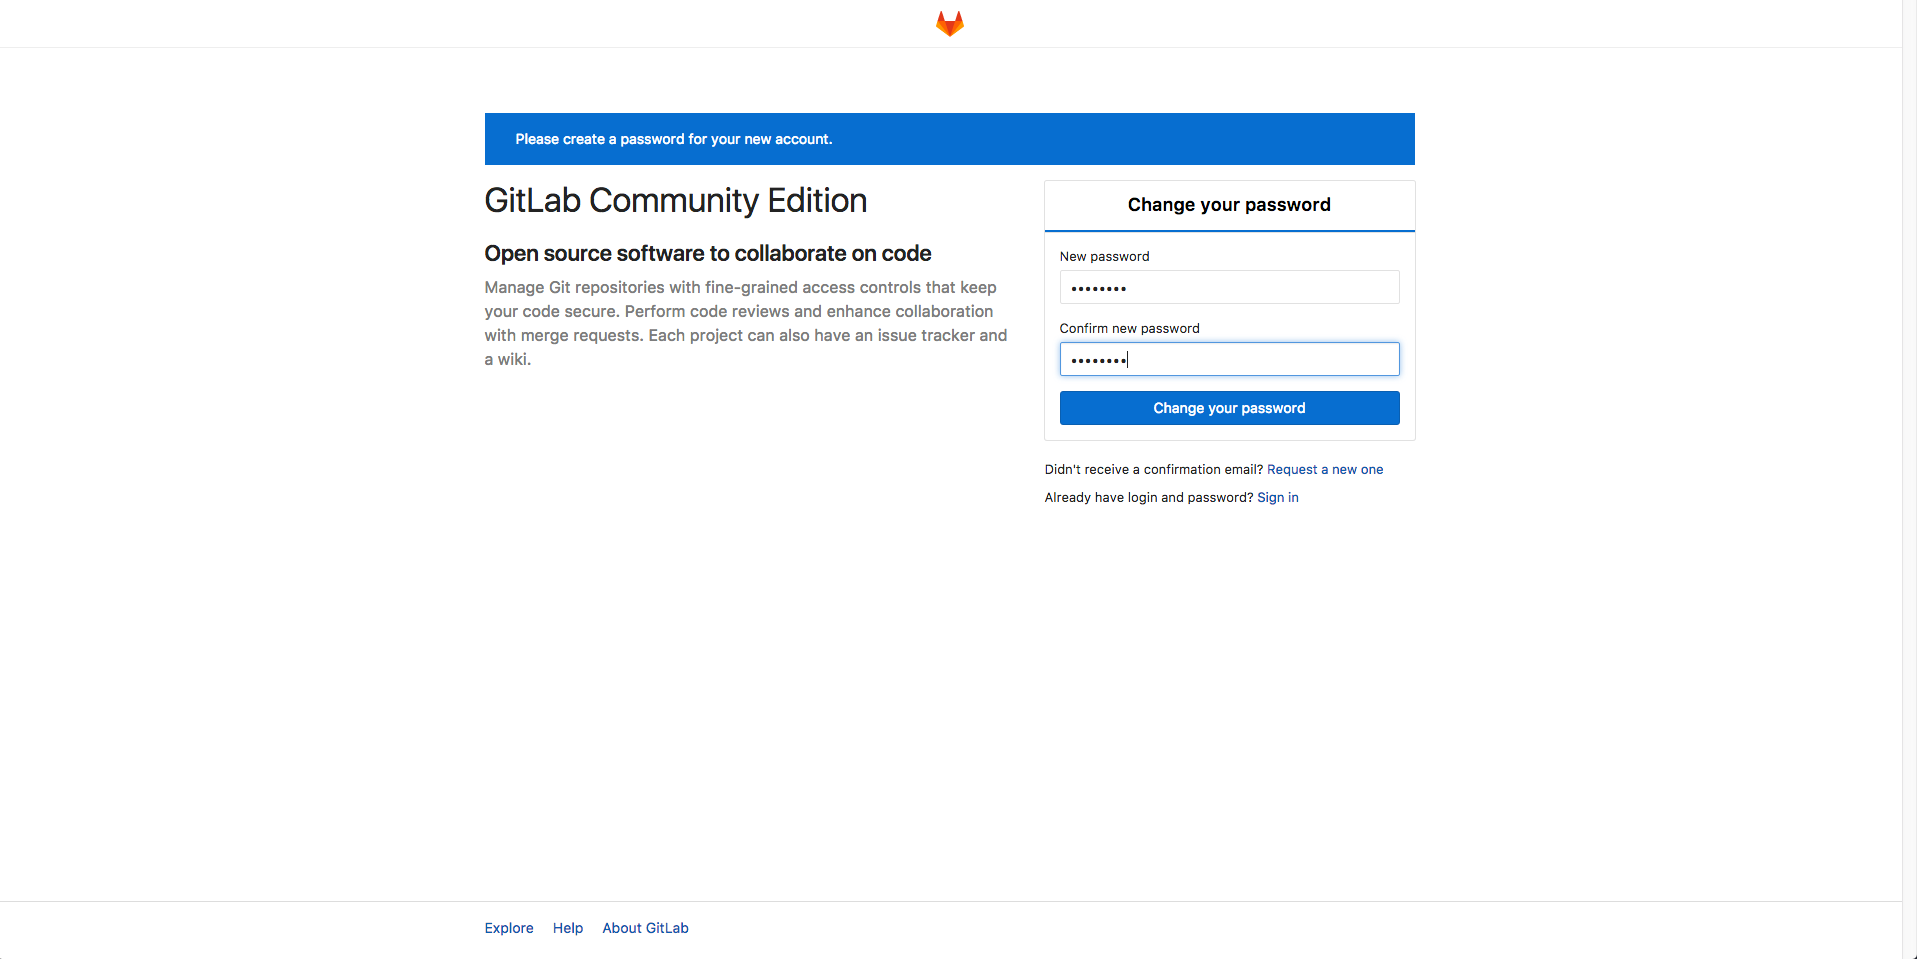 Please create a password for your new account.
GitLab Community Edition
Open source software to collaborate on code
Manage Git repositories with fine-grained access controls that keep
your code secure. Perform code reviews and enhance collaboration
with merge requests. Each project can also have an issue tracker and
a wiki.
Change your password
New password
••••••••
Confirm new password
••••••••
Change your password
Didn't receive a confirmation email? Request a new one
Already have login and password? Sign in
Explore Help About GitLab